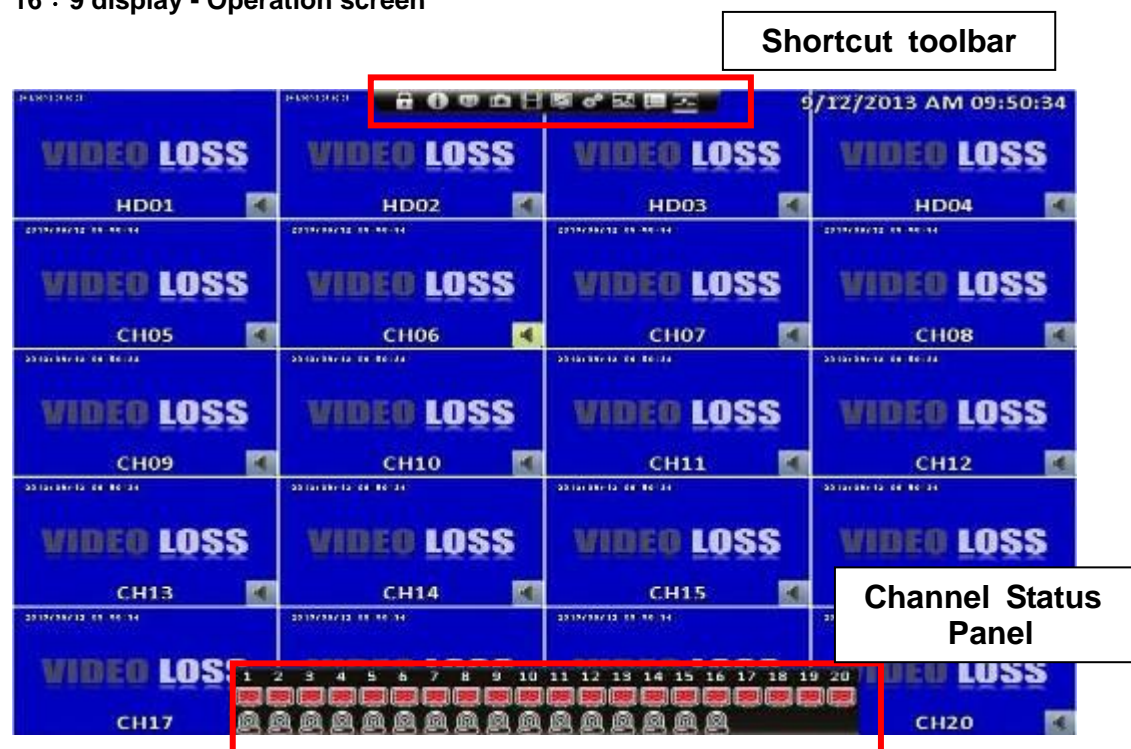 16 : 9 display - Operation screen
Shortcut toolbar
9/12/2013 AM 09:50:34
VIDEO LOSS VIDEO LOSS VIDEO LOSS VIDEO LOSS
HD01 HD02 HD03 HD04
VIDEO LOSS VIDEO LOSS VIDEO LOSS VIDEO LOSS
CH05 CH06 CH07 CH08
VIDEO LOSS VIDEO LOSS VIDEO LOSS VIDEO LOSS
CH09 CH10 CH11 CH12
VIDEO LOSS VIDEO LOSS VIDEO LOSS VIDEO LOSS
CH13 CH14 CH15
Channel Status
Panel
VIDEO LOSS
1 2 3 4 5 6 7 8 9 10 11 12 13 14 15 16 17 18 19 20
CH17 CH20